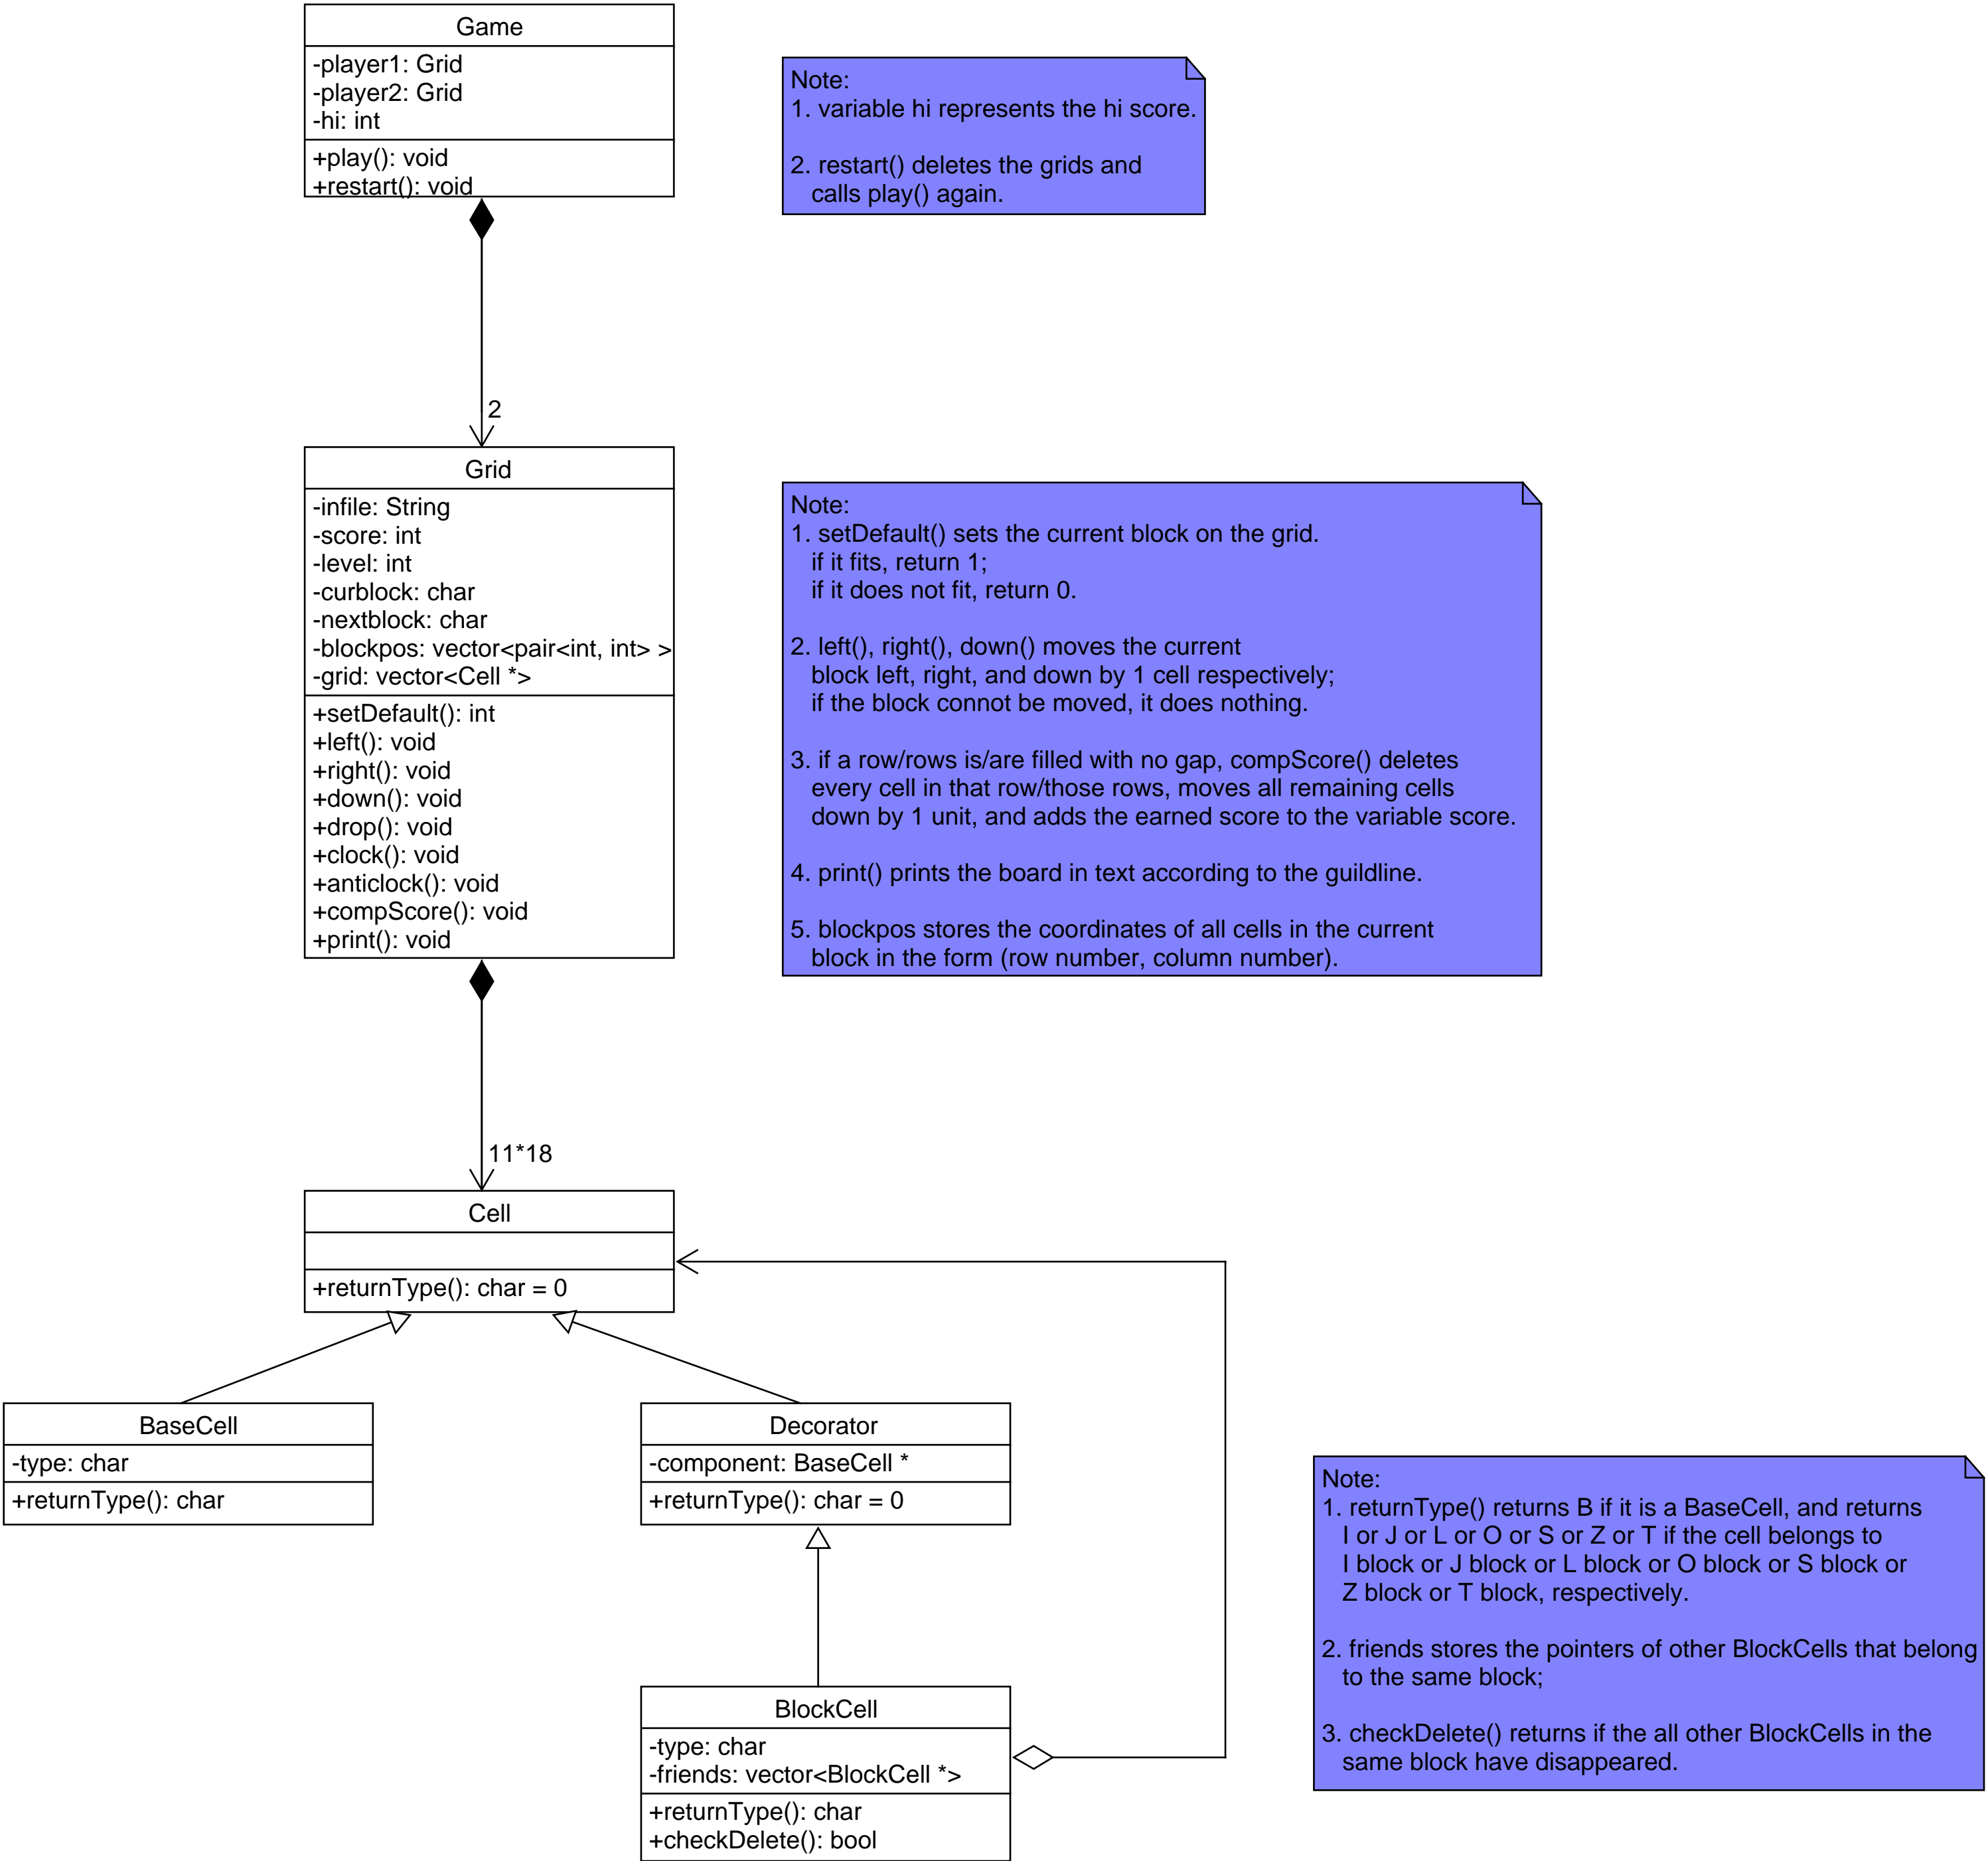 Game
-player1: Grid
-player2: Grid
-hi: int
+play(): void
+restart(): void
Note:
1. variable hi represents the hi score.
2. restart() deletes the grids and
calls play() again.
2
Grid
-infile: String
-score: int
-level: int
-curblock: char
-nextblock: char
-blockpos: vector<pair<int, int> >
-grid: vector<Cell *>
+setDefault(): int
+left(): void
+right(): void
+down(): void
+drop(): void
+clock(): void
+anticlock(): void
+compScore(): void
+print(): void
Note:
1. setDefault() sets the current block on the grid.
if it fits, return 1;
if it does not fit, return 0.
2. left(), right(), down() moves the current
block left, right, and down by 1 cell respectively;
if the block connot be moved, it does nothing.
3. if a row/rows is/are filled with no gap, compScore() deletes
every cell in that row/those rows, moves all remaining cells
down by 1 unit, and adds the earned score to the variable score.
4. print() prints the board in text according to the guildline.
5. blockpos stores the coordinates of all cells in the current
block in the form (row number, column number).
11*18
Cell
+returnType(): char = 0
BaseCell
-type: char
+returnType(): char
Decorator
-component: BaseCell *
+returnType(): char = 0
Note:
1. returnType() returns B if it is a BaseCell, and returns
I or J or L or O or S or Z or T if the cell belongs to
I block or J block or L block or O block or S block or
Z block or T block, respectively.
2. friends stores the pointers of other BlockCells that belong
to the same block;
3. checkDelete() returns if the all other BlockCells in the
same block have disappeared.
BlockCell
-type: char
-friends: vector<BlockCell *>
+returnType(): char
+checkDelete(): bool